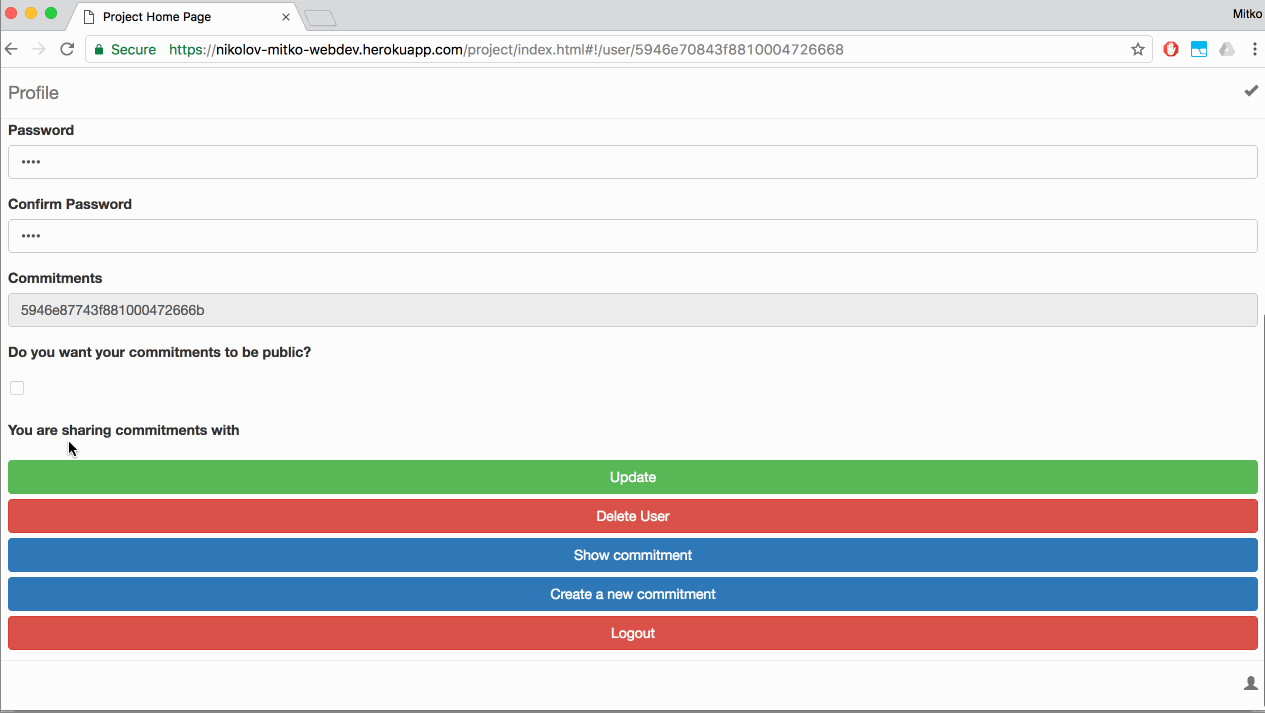 Project Home Page
Mitko
Secure https://nikolov-mitko-webdev.herokuapp.com/project/index.html#!/user/5946e70843f8810004726668
Profile
Password
••••
Confirm Password
••••
Commitments
5946e87743f881000472666b
Do you want your commitments to be public?
You are sharing commitments with
Update
Delete User
Show commitment
Create a new commitment
Logout